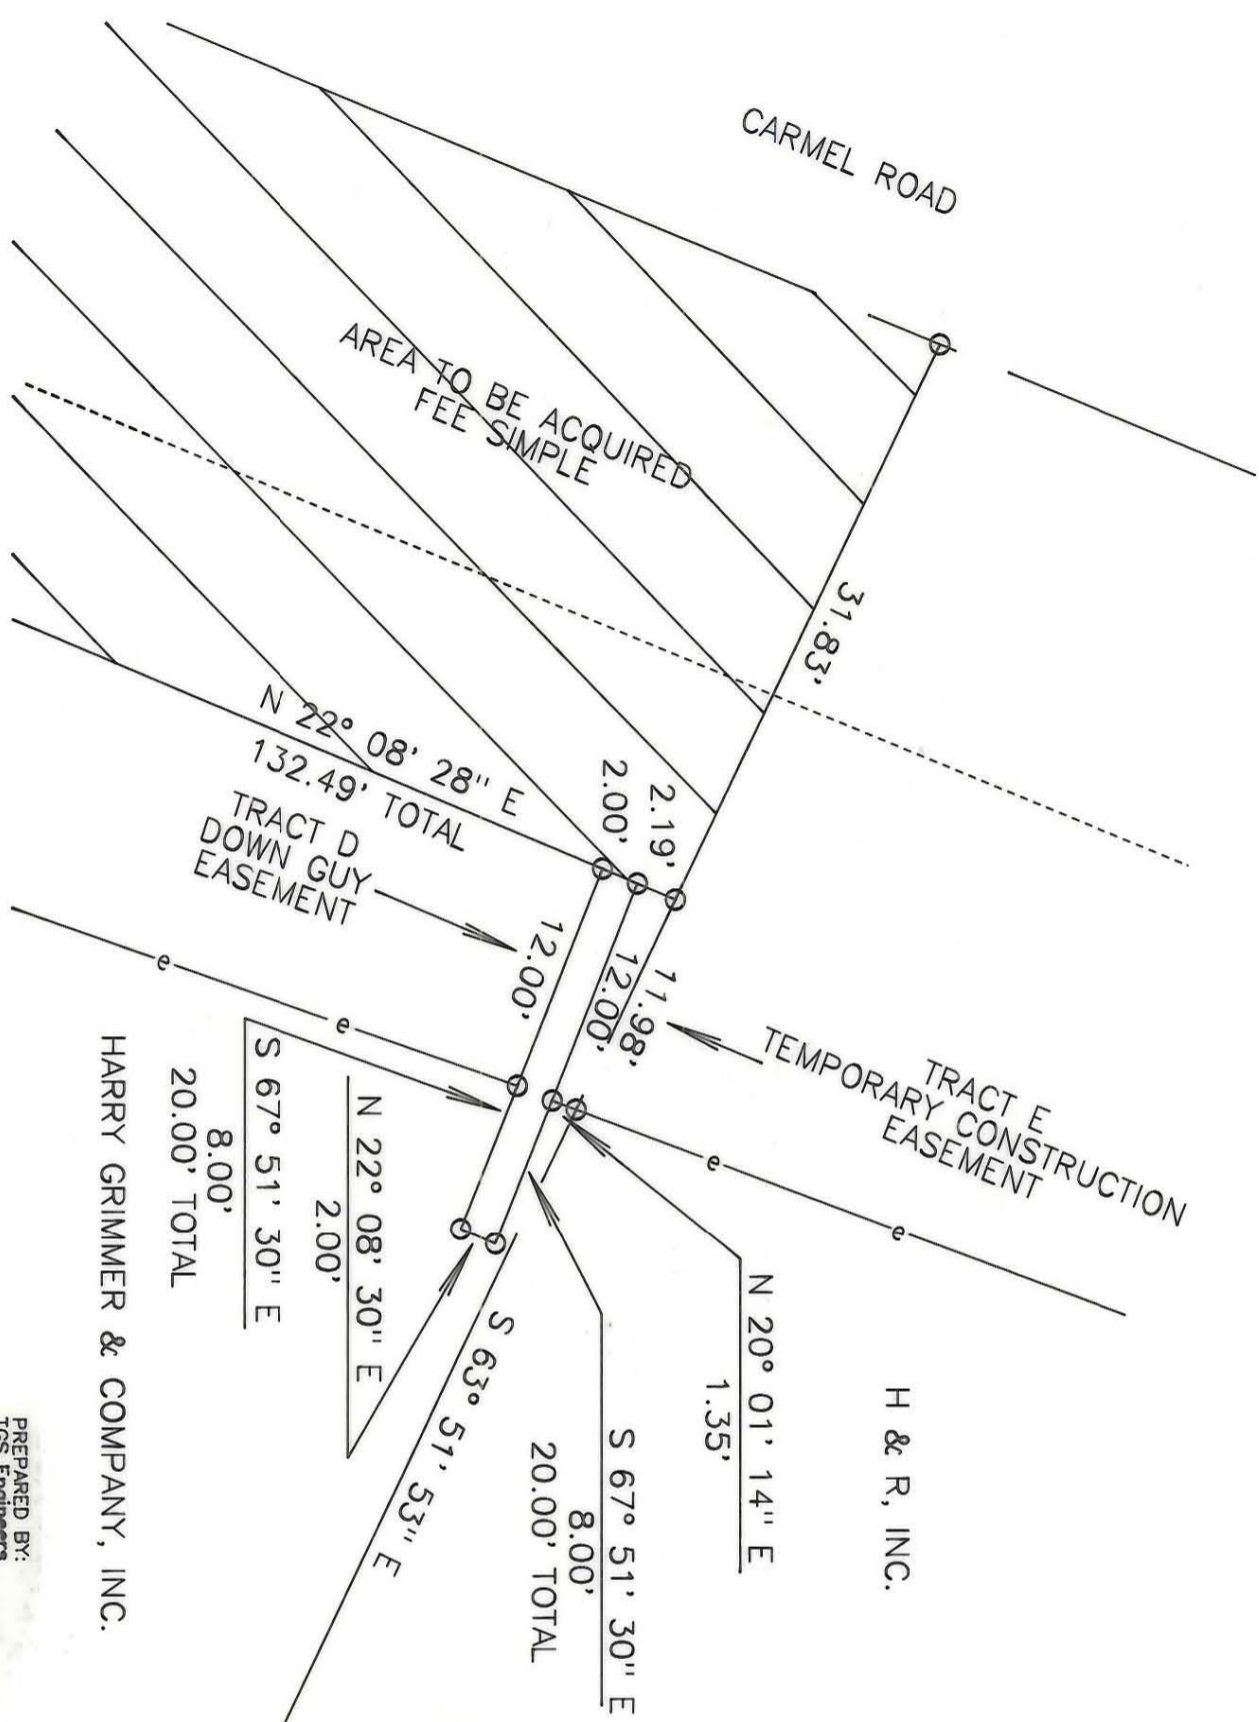 CARMEL ROAD
AREA TO BE ACQUIRED
FEE SIMPLE
31.83'
2.19'
2.00'
N 22° 08' 28" E
132.49' TOTAL
TRACT D
DOWN GUY
EASEMENT
12.00'
11.98'
12.00'
TRACT E
TEMPORARY CONSTRUCTION
EASEMENT
e
e
e
e
N 20° 01' 14" E
1.35'
H & R, INC.
S 67° 51' 30" E
8.00'
20.00' TOTAL
N 22° 08' 30" E
2.00'
S 67° 51' 30" E
8.00'
20.00' TOTAL
S 63° 51' 53" E
HARRY GRIMMER & COMPANY, INC.
PREPARED BY:
TGS Engineers